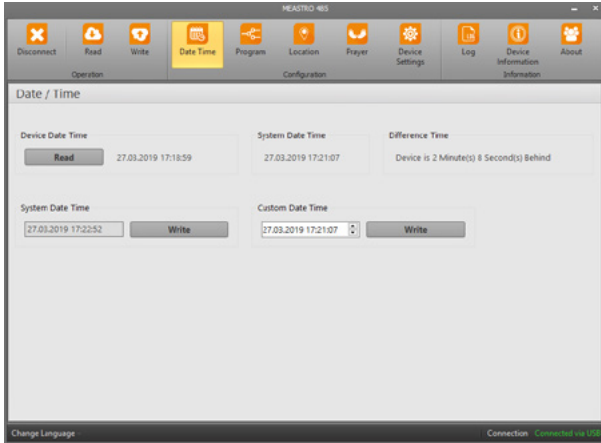 MEASTRO 485
Disconnect
Read
Write
Date Time
Program
Location
Prayer
Device Settings
Log
Device Information
About
Operation
Configuration
Information
Date / Time
Device Date Time
Read
27.03.2019 17:18:59
System Date Time
27.03.2019 17:21:07
Difference Time
Device is 2 Minute(s) 8 Second(s) Behind
System Date Time
27.03.2019 17:22:52
Write
Custom Date Time
27.03.2019 17:21:07
Write
Change Language
Connection
Connected via USB